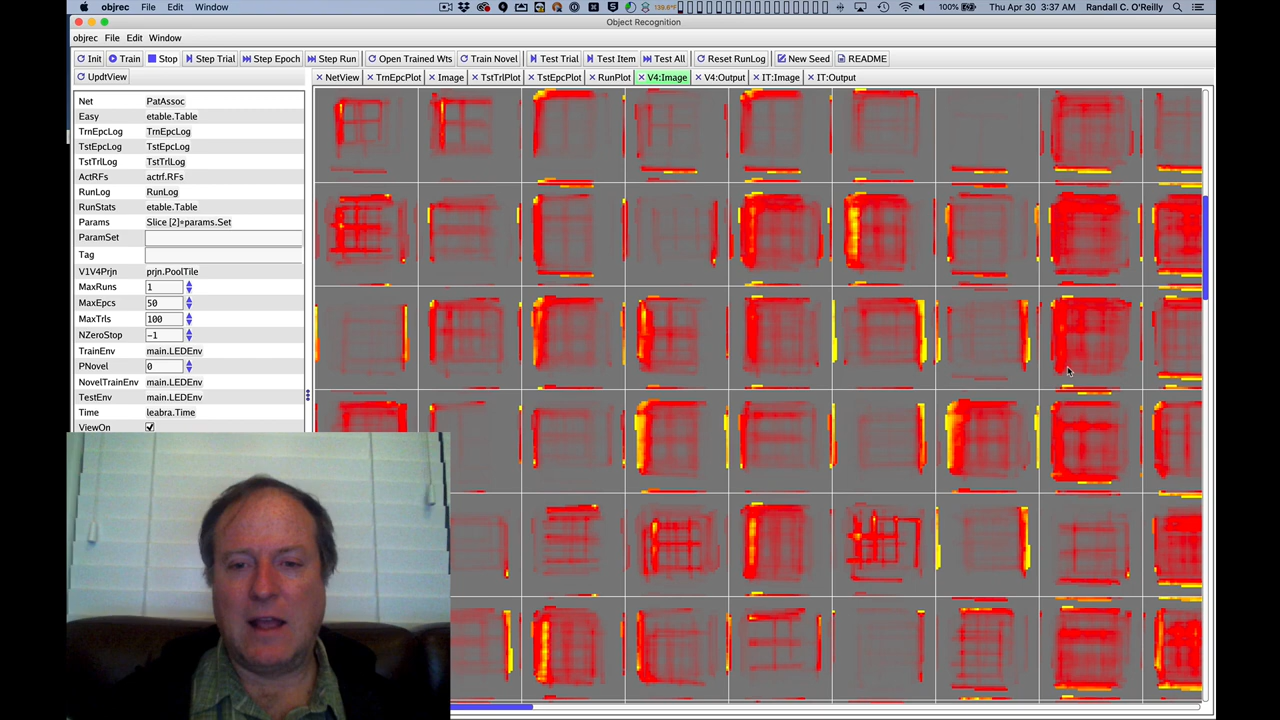 objrec File Edit Window 139.6°F 100% Thu Apr 30 3:37 AM Randall C. O'Reilly
Object Recognition
objrec File Edit Window
Init Train Stop Step Trial Step Epoch Step Run Open Trained Wts Train Novel Test Trial Test Item Test All Reset RunLog New Seed README
UpdtView
NetView TrnEpcPlot Image TstTrlPlot TstEpcPlot RunPlot V4:Image V4:Output IT:Image IT:Output
Net PatAssoc
Easy etable.Table
TrnEpcLog TrnEpcLog
TstEpcLog TstEpcLog
TstTrlLog TstTrlLog
ActRFs actrf.RFs
RunLog RunLog
RunStats etable.Table
Params Slice [2]*params.Set
ParamSet
Tag
V1V4Prjn prjn.PoolTile
MaxRuns 1
MaxEpcs 50
MaxTrls 100
NZeroStop -1
TrainEnv main.LEDEnv
PNovel 0
NovelTrainEnv main.LEDEnv
TestEnv main.LEDEnv
Time leabra.Time
ViewOn